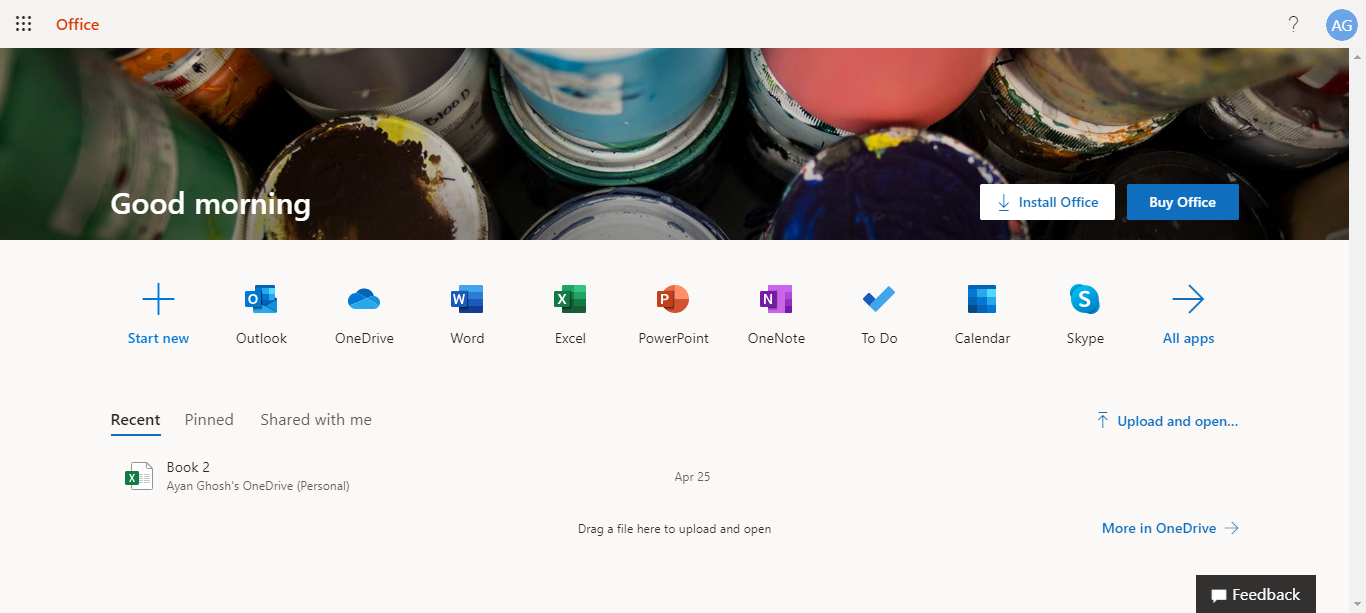 Office
?
AG
BLOOD
Good morning
Install Office
Buy Office
Start new
Outlook
OneDrive
Word
Excel
PowerPoint
OneNote
To Do
Calendar
Skype
All apps
Recent
Pinned
Shared with me
Upload and open...
Book 2
Ayan Ghosh's OneDrive (Personal)
Apr 25
Drag a file here to upload and open
More in OneDrive
Feedback